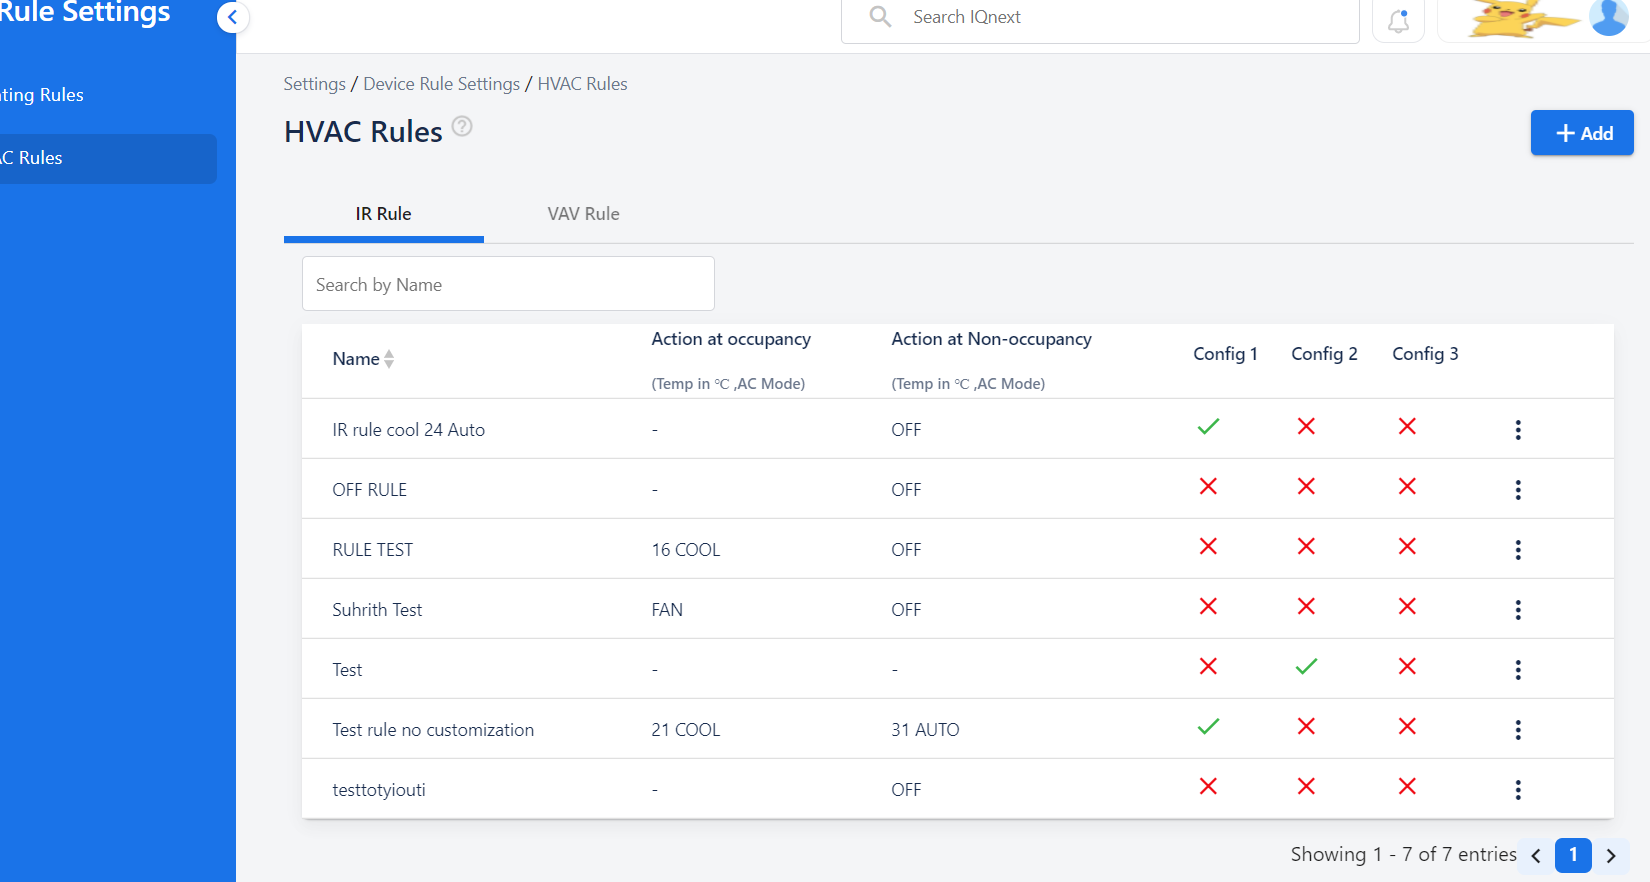 Rule Settings
Search IQnext
ting Rules
C Rules
Settings / Device Rule Settings / HVAC Rules
HVAC Rules ?
+ Add
IR Rule VAV Rule
Search by Name
Name Action at occupancy (Temp in °C ,AC Mode) Action at Non-occupancy (Temp in °C ,AC Mode) Config 1 Config 2 Config 3
IR rule cool 24 Auto - OFF
OFF RULE - OFF
RULE TEST 16 COOL OFF
Suhrith Test FAN OFF
Test - -
Test rule no customization 21 COOL 31 AUTO
testtotyiouti - OFF
Showing 1 - 7 of 7 entries 1